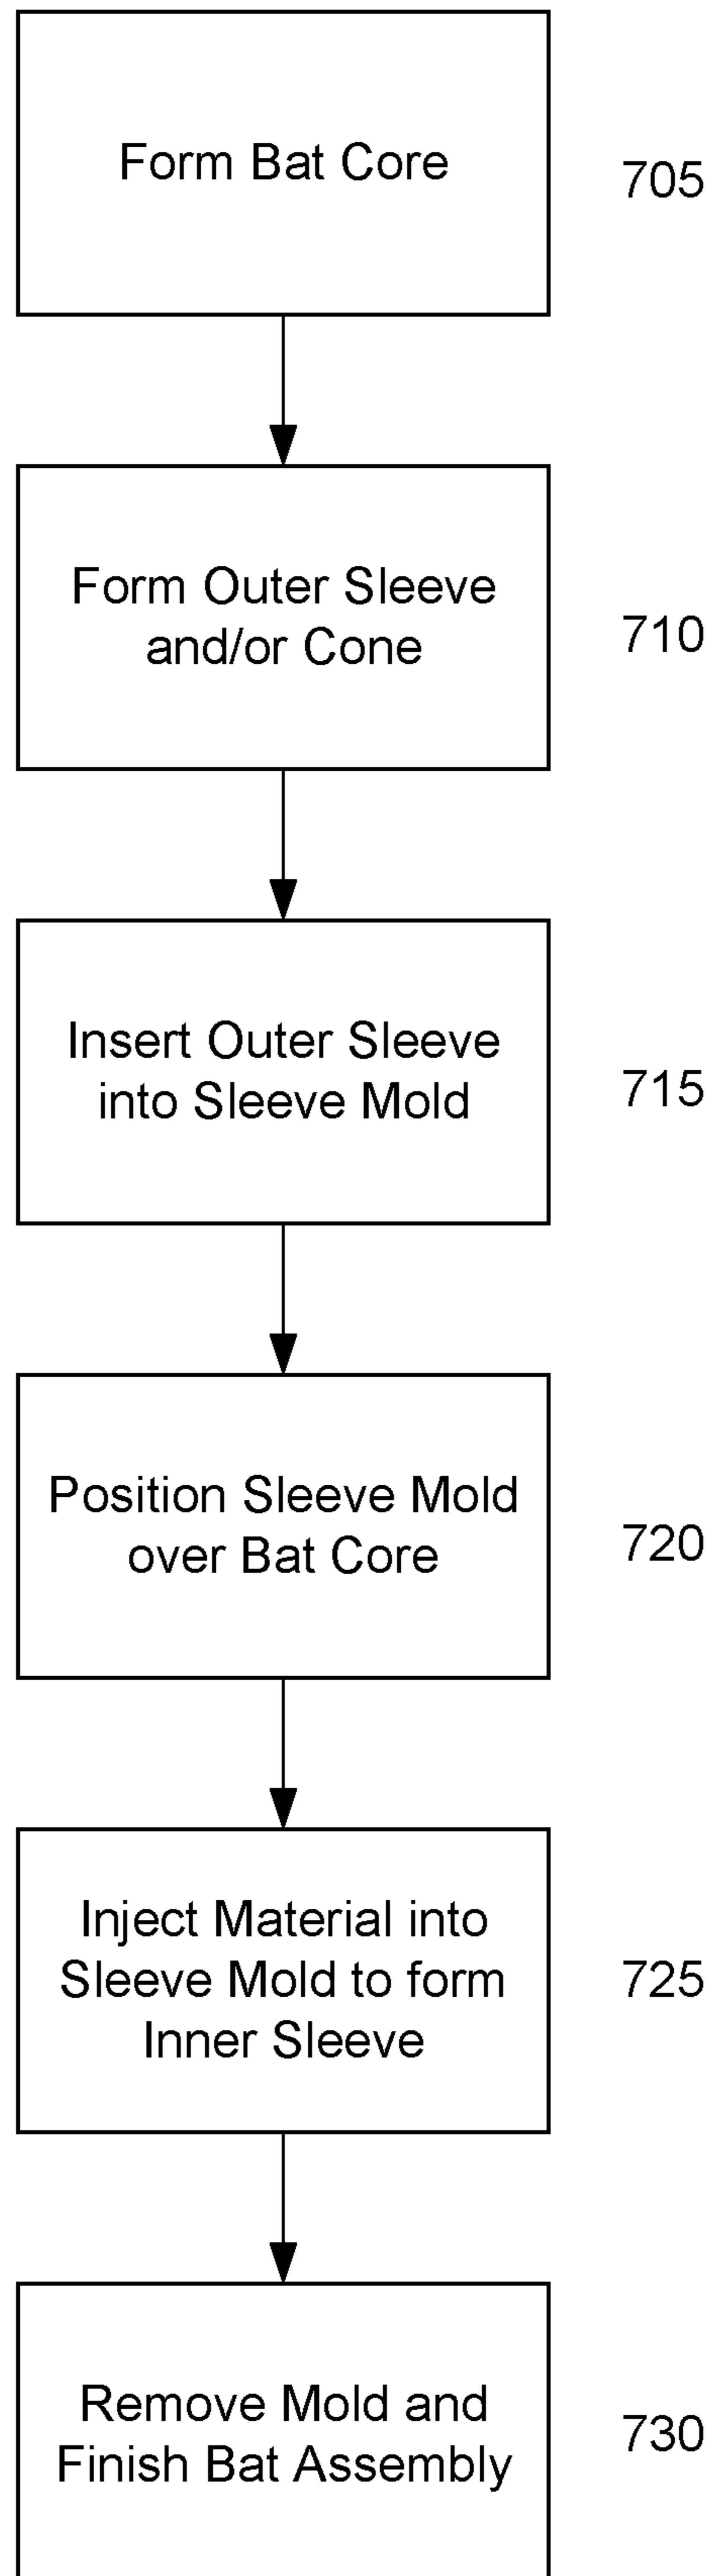 Form Bat Core
705
Form Outer Sleeve
and/or Cone
710
Insert Outer Sleeve
into Sleeve Mold
715
Position Sleeve Mold
over Bat Core
720
Inject Material into
Sleeve Mold to form
Inner Sleeve
725
Remove Mold and
Finish Bat Assembly
730